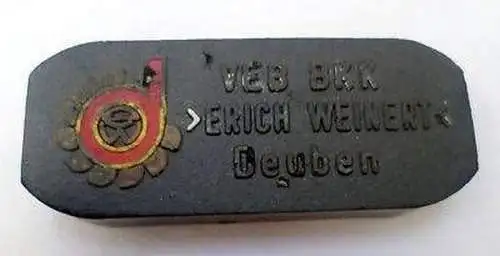 VEB BKK
>ERICH WEINERT<
Deuben